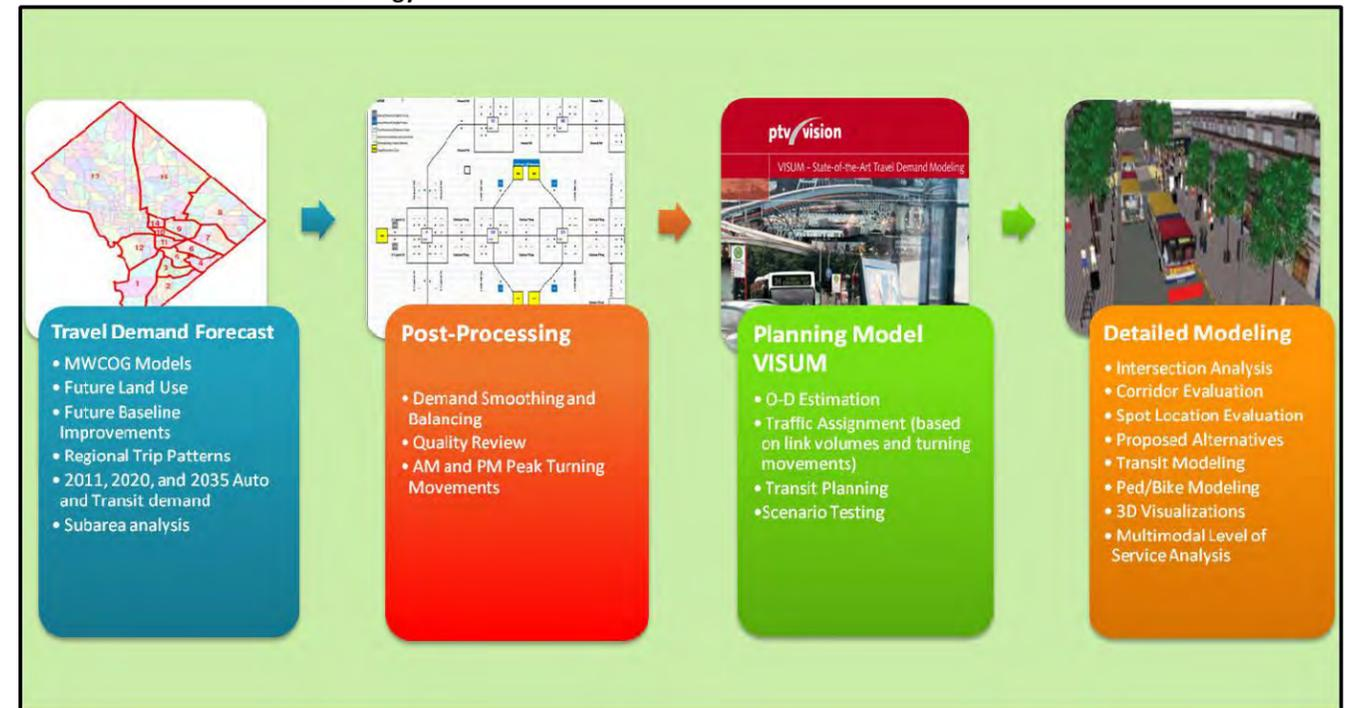 ptv vision
VISUM – State-of-the-Art Travel Demand Modeling
Travel Demand Forecast
• MWCOG Models
• Future Land Use
• Future Baseline
Improvements
• Regional Trip Patterns
• 2011, 2020, and 2035 Auto
and Transit demand
• Subarea analysis
Post-Processing
• Demand Smoothing and
Balancing
• Quality Review
• AM and PM Peak Turning
Movements
Planning Model
VISUM
• O-D Estimation
• Traffic Assignment (based
on link volumes and turning
movements)
• Transit Planning
•Scenario Testing
Detailed Modeling
• Intersection Analysis
• Corridor Evaluation
• Spot Location Evaluation
• Proposed Alternatives
• Transit Modeling
• Ped/Bike Modeling
• 3D Visualizations
• Multimodal Level of
Service Analysis